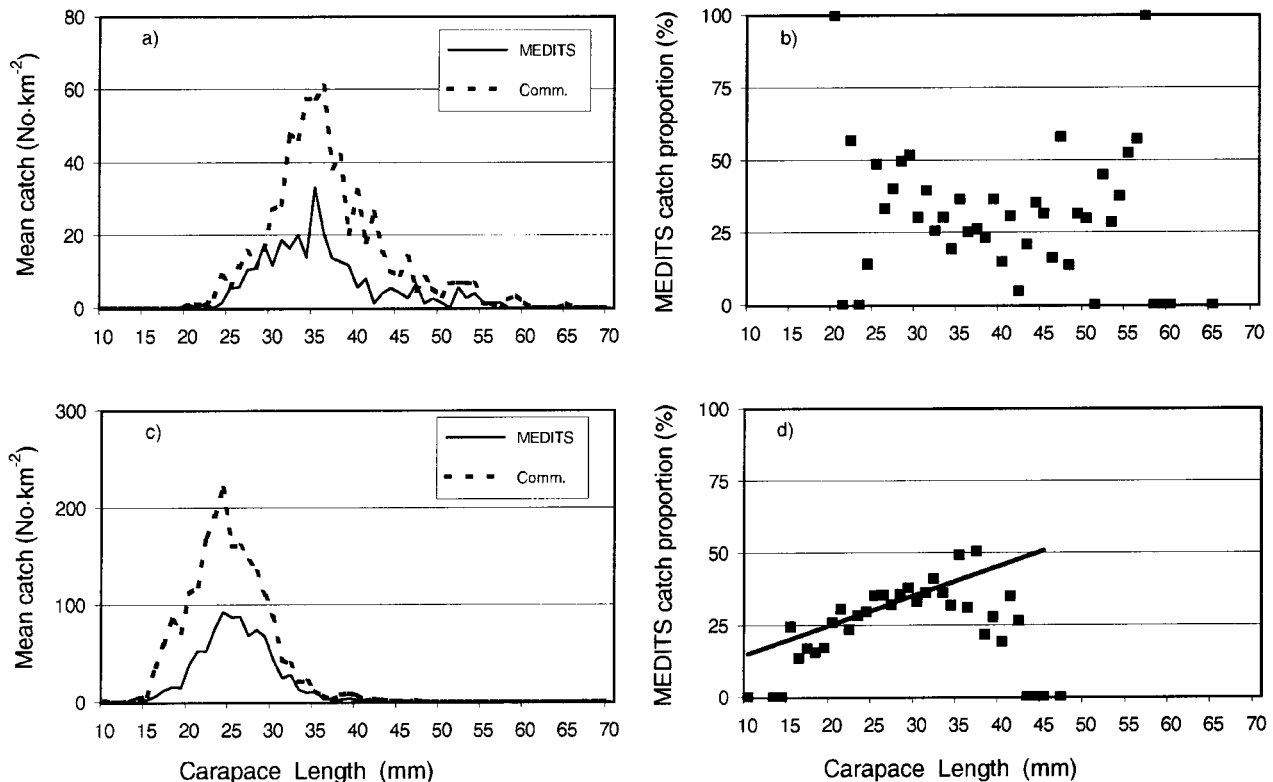 Mean catch (No·km-2)
80
60
40
20
0
a)
MEDITS
Comm.
10 15 20 25 30 35 40 45 50 55 60 65 70
MEDITS catch proportion (%)
100
75
50
25
0
b)
10 15 20 25 30 35 40 45 50 55 60 65 70
Mean catch (No·km-2)
300
200
100
0
c)
MEDITS
Comm.
10 15 20 25 30 35 40 45 50 55 60 65 70
Carapace Length (mm)
MEDITS catch proportion (%)
100
75
50
25
0
d)
10 15 20 25 30 35 40 45 50 55 60 65 70
Carapace Length (mm)